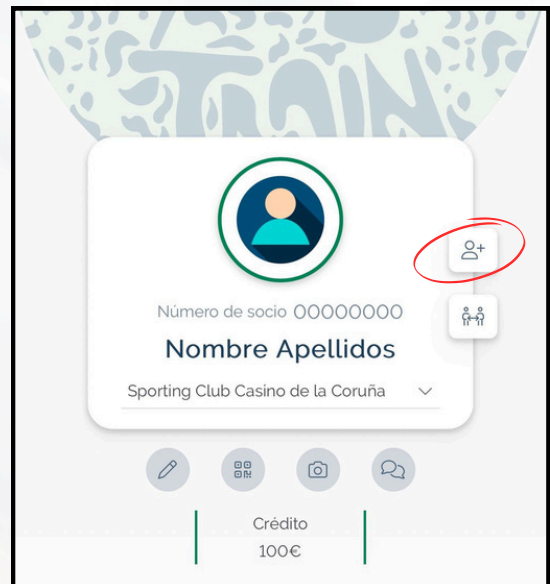 Número de socio 00000000
Nombre Apellidos
Sporting Club Casino de la Coruña
Crédito
100€